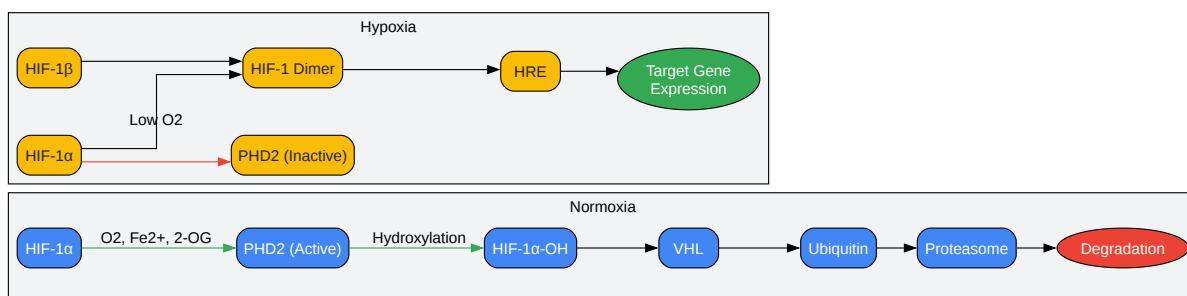 Hypoxia
HIF-1β
HIF-1 Dimer
HRE
Target Gene
Expression
Low O2
HIF-1α
PHD2 (Inactive)
Normoxia
HIF-1α
O2, Fe2+, 2-OG
PHD2 (Active)
Hydroxylation
HIF-1α-OH
VHL
Ubiquitin
Proteasome
Degradation